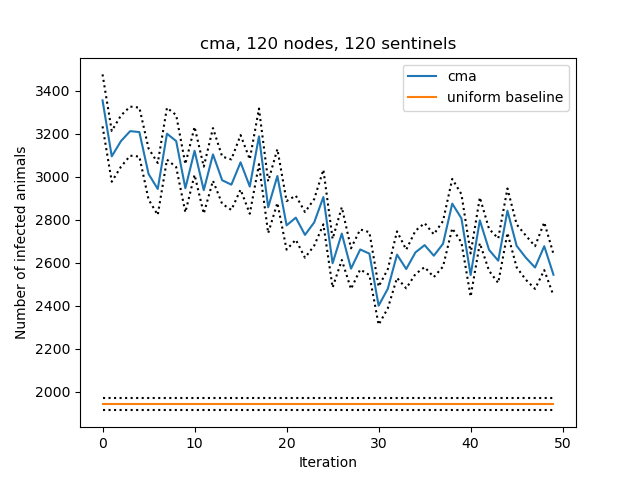 cma, 120 nodes, 120 sentinels
cma
uniform baseline
Number of infected animals
3400
3200
3000
2800
2600
2400
2200
2000
0 10 20 30 40 50
Iteration